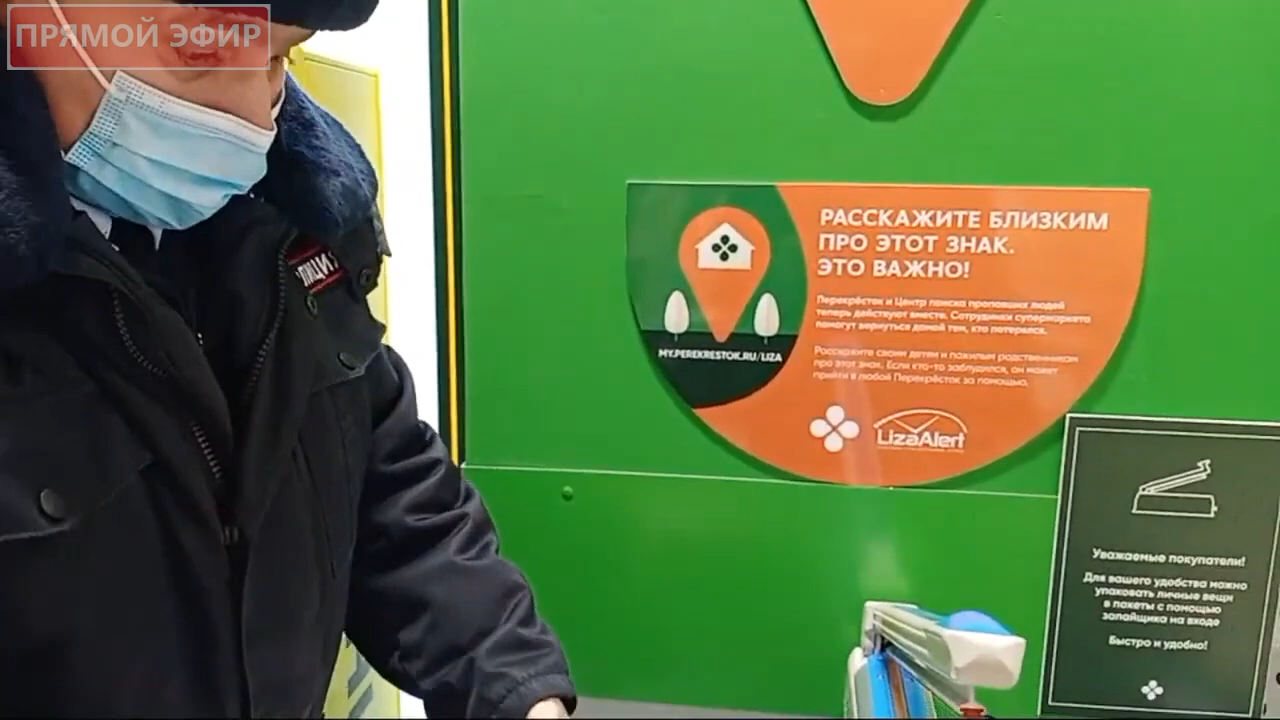 ПРЯМОЙ ЭФИР
РАССКАЖИТЕ БЛИЗКИМ
ПРО ЭТОТ ЗНАК.
ЭТО ВАЖНО!
Перекрёсток и Центр поиска пропавших людей
теперь действуют вместе. Сотрудники супермаркета
помогут вернуться домой тем, кто потерялся.
Расскажите своим детям и пожилым родственникам
про этот знак. Если кто-то заблудился, он может
прийти в любой Перекрёсток за помощью.
MY.PEREKRESTOK.RU/LIZA
LizaAlert
Уважаемые покупатели!
Для вашего удобства можно
упаковать личные вещи
в пакеты с помощью
запайщика на входе
Быстро и удобно!